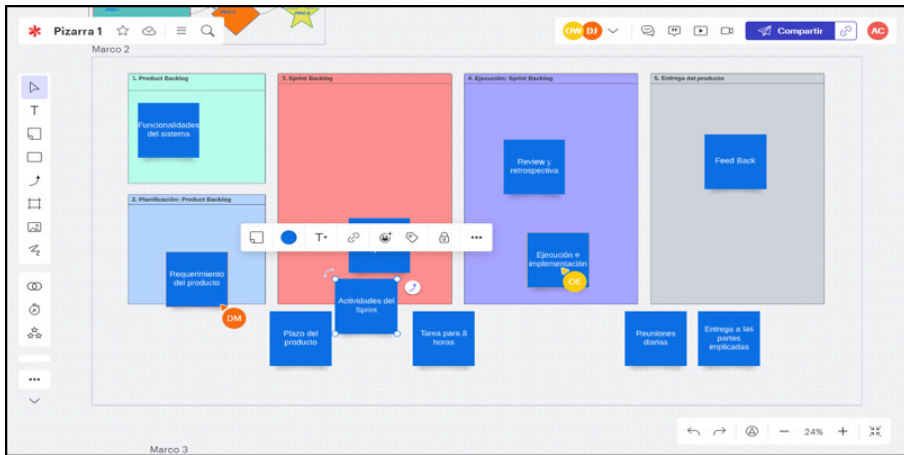 Pizarra 1
OW DJ
Compartir
AC
Marco 2
1. Product Backlog
3. Sprint Backlog
4. Ejecución: Sprint Backlog
5. Entrega del producto
Funcionalidades
del sistema
Review y
retrospectiva
Feed Back
2. Planificación: Product Backlog
T
Requerimiento
del producto
Ejecución e
implementación
OE
Actividades del
Sprint
DM
Plazo del
producto
Tarea para 8
horas
Reuniones
diarias
Entrega a las
partes
implicadas
24%
Marco 3